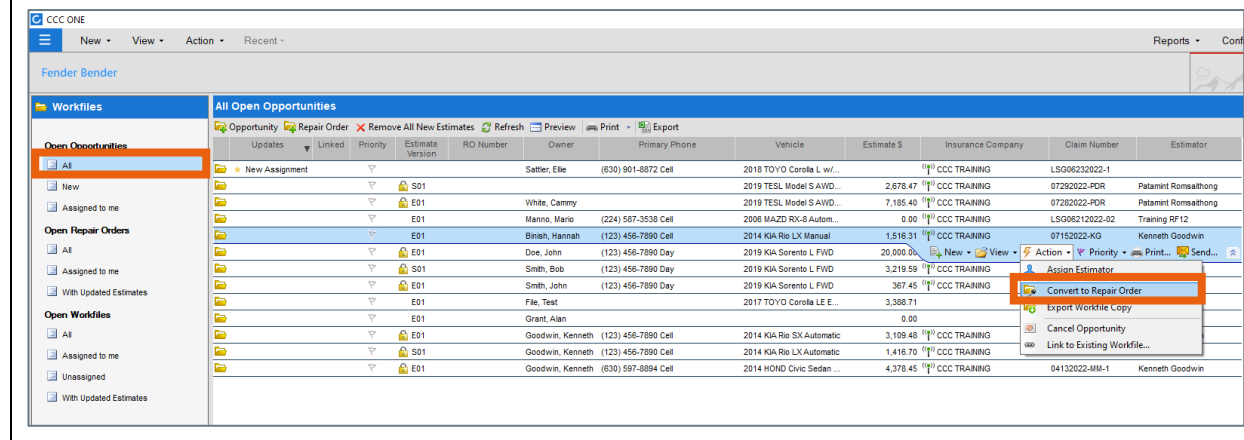 CCC ONE
New View Action Recent Reports Conf
Fender Bender
Workfiles All Open Opportunities
Opportunity Repair Order Remove All New Estimates Refresh Preview Print Export
Open Opportunities Updates Linked Priority Estimate Version RO Number Owner Primary Phone Vehicle Estimate $ Insurance Company Claim Number Estimator
All New Assignment Sattler, Ellie (630) 901-8872 Cell 2018 TOYO Corolla L w/... CCC TRAINING LSG06232022-1
New S01 2019 TESL Model S AWD... 2,678.47 CCC TRAINING 07292022-PDR Patamint Romsaithong
Assigned to me E01 White, Cammy 2019 TESL Model S AWD... 7,185.40 CCC TRAINING 07282022-PDR Patamint Romsaithong
E01 Manno, Mario (224) 587-3538 Cell 2006 MAZD RX-8 Autom... 0.00 CCC TRAINING LSG06212022-02 Training RF12
Open Repair Orders E01 Binish, Hannah (123) 456-7890 Cell 2014 KIA Rio LX Manual 1,516.31 CCC TRAINING 07152022-KG Kenneth Goodwin
All E01 Doe, John (123) 456-7890 Day 2019 KIA Sorento L FWD 20,000.0 New View Action Priority Print... Send...
Assigned to me S01 Smith, Bob (123) 456-7890 Day 2019 KIA Sorento L FWD 3,219.59 CCC TRAINING Assign Estimator
With Updated Estimates E01 Smith, John (123) 456-7890 Day 2019 KIA Sorento L FWD 367.45 CCC TRAINING Convert to Repair Order
E01 File, Test 2017 TOYO Corolla LE E... 3,388.71 Export Workfile Copy
Open Workfiles E01 Grant, Alan 0.00
All E01 Goodwin, Kenneth (123) 456-7890 Cell 2014 KIA Rio SX Automatic 3,109.48 CCC TRAINING Cancel Opportunity
Assigned to me S01 Goodwin, Kenneth (123) 456-7890 Cell 2014 KIA Rio LX Automatic 1,416.70 CCC TRAINING Link to Existing Workfile...
Unassigned E01 Goodwin, Kenneth (630) 597-8894 Cell 2014 HOND Civic Sedan ... 4,378.45 CCC TRAINING 04132022-MM-1 Kenneth Goodwin
With Updated Estimates